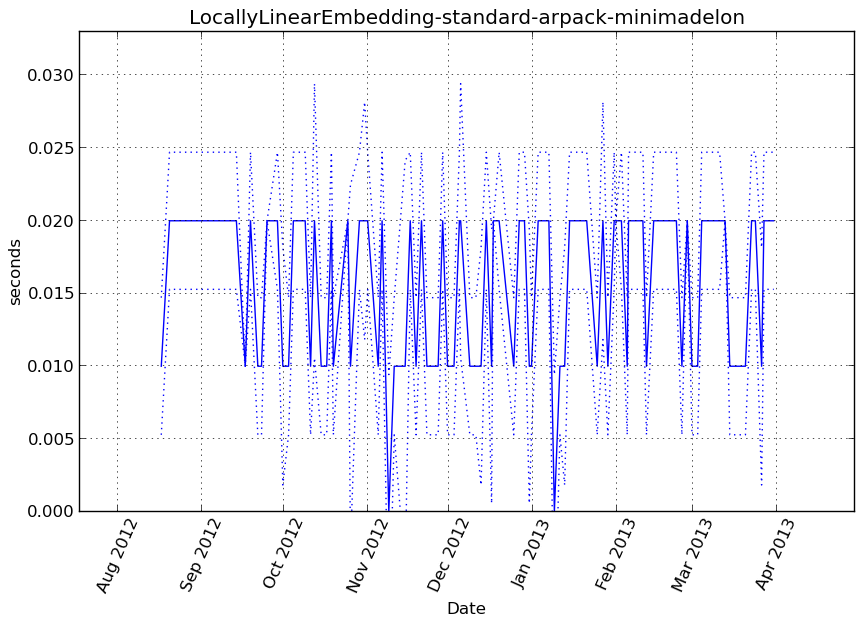 LocallyLinearEmbedding-standard-arpack-minimadelon
0.030
0.025
0.020
0.015
0.010
0.005
0.000
seconds
Aug 2012
Sep 2012
Oct 2012
Nov 2012
Dec 2012
Jan 2013
Feb 2013
Mar 2013
Apr 2013
Date